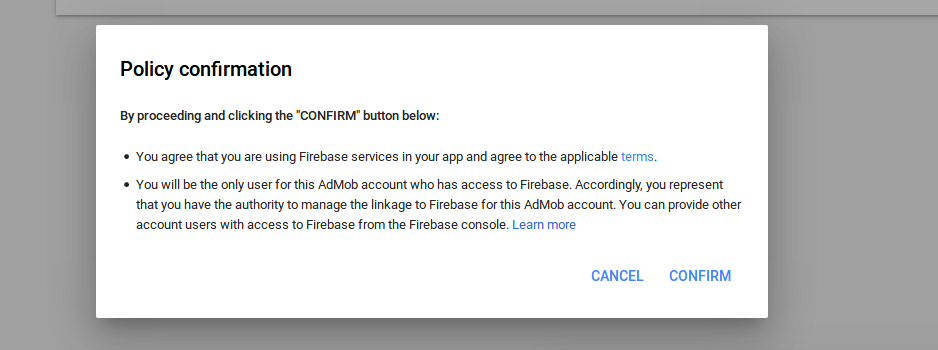 Policy confirmation
By proceeding and clicking the "CONFIRM" button below:
• You agree that you are using Firebase services in your app and agree to the applicable terms.
• You will be the only user for this AdMob account who has access to Firebase. Accordingly, you represent
that you have the authority to manage the linkage to Firebase for this AdMob account. You can provide other
account users with access to Firebase from the Firebase console. Learn more
CANCEL CONFIRM